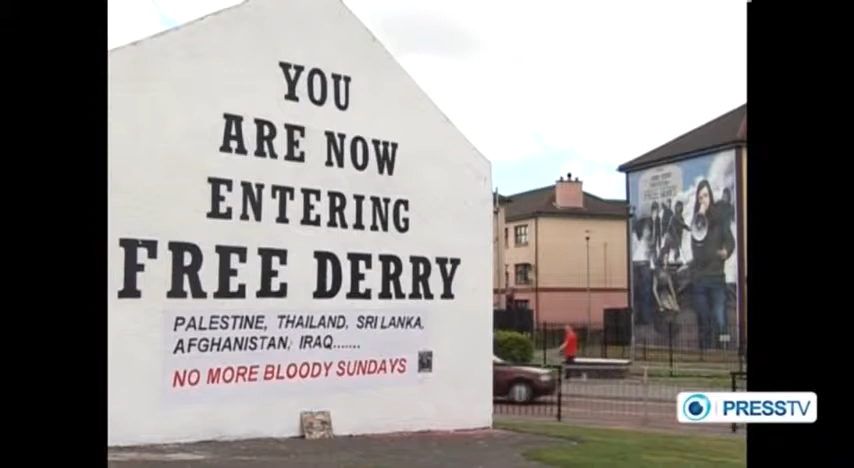 YOU
ARE NOW
ENTERING
FREE DERRY
PALESTINE, THAILAND, SRI LANKA,
AFGHANISTAN, IRAQ.......
NO MORE BLOODY SUNDAYS
PRESSTV